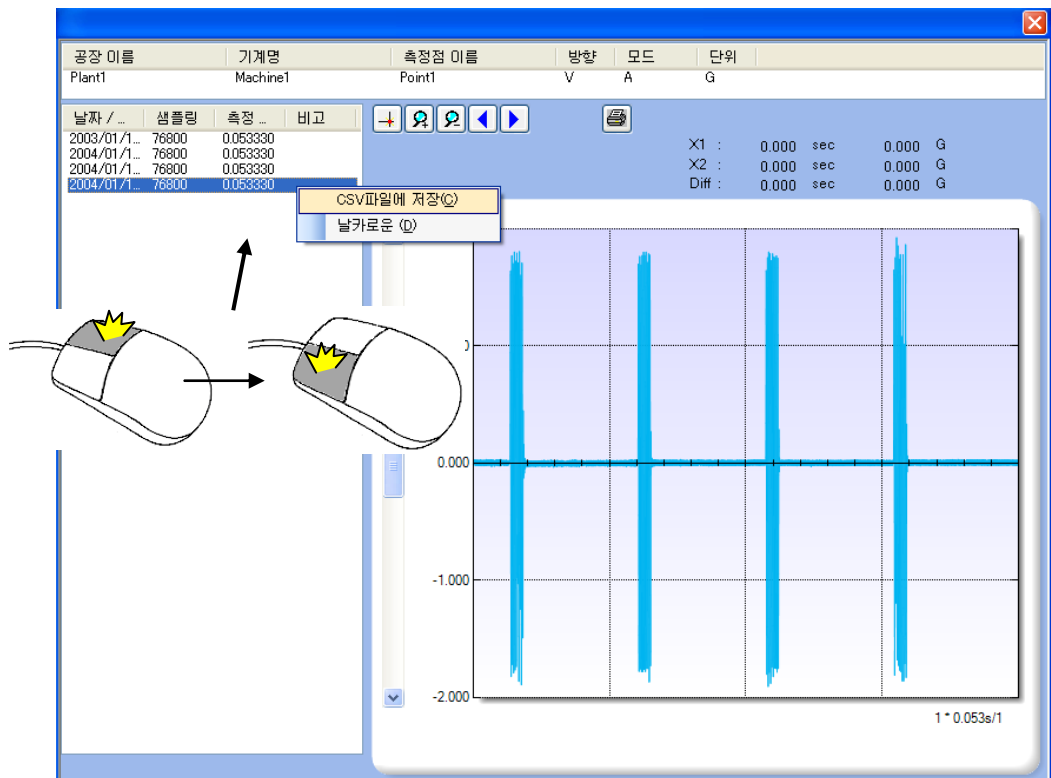 공장 이름 기계명 측정점 이름 방향 모드 단위
Plant1 Machine1 Point1 V A G
날짜 / ... 샘플링 측정 ... 비고
2003/01/1... 76800 0.053330
2004/01/1... 76800 0.053330
2004/01/1... 76800 0.053330
2004/01/1... 76800 0.053330
X1 : 0.000 sec 0.000 G
X2 : 0.000 sec 0.000 G
Diff : 0.000 sec 0.000 G
CSV파일에 저장(C)
날카로운 (D)
0.000
-1.000
-2.000
1 * 0.053s/1